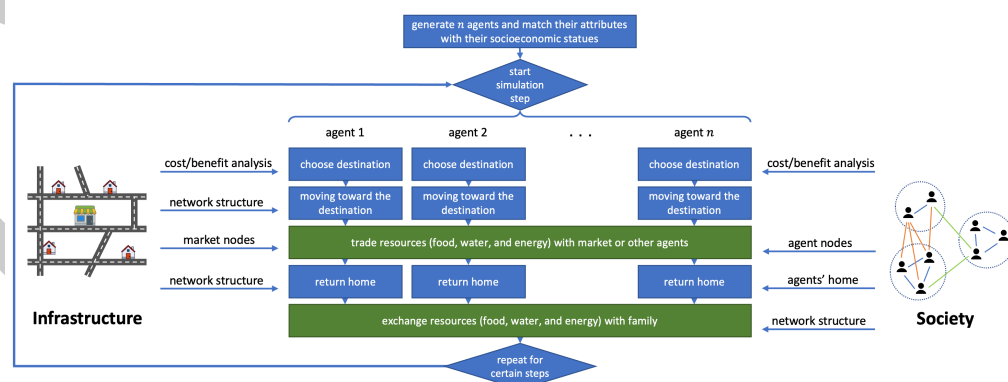 generate n agents and match their attributes
with their socioeconomic statues
start
simulation
step
agent 1
agent 2
. . .
agent n
cost/benefit analysis
choose destination
choose destination
choose destination
cost/benefit analysis
network structure
moving toward the
destination
moving toward the
destination
moving toward the
destination
market nodes
trade resources (food, water, and energy) with market or other agents
agent nodes
network structure
return home
return home
return home
agents' home
Infrastructure
exchange resources (food, water, and energy) with family
network structure
Society
repeat for
certain steps